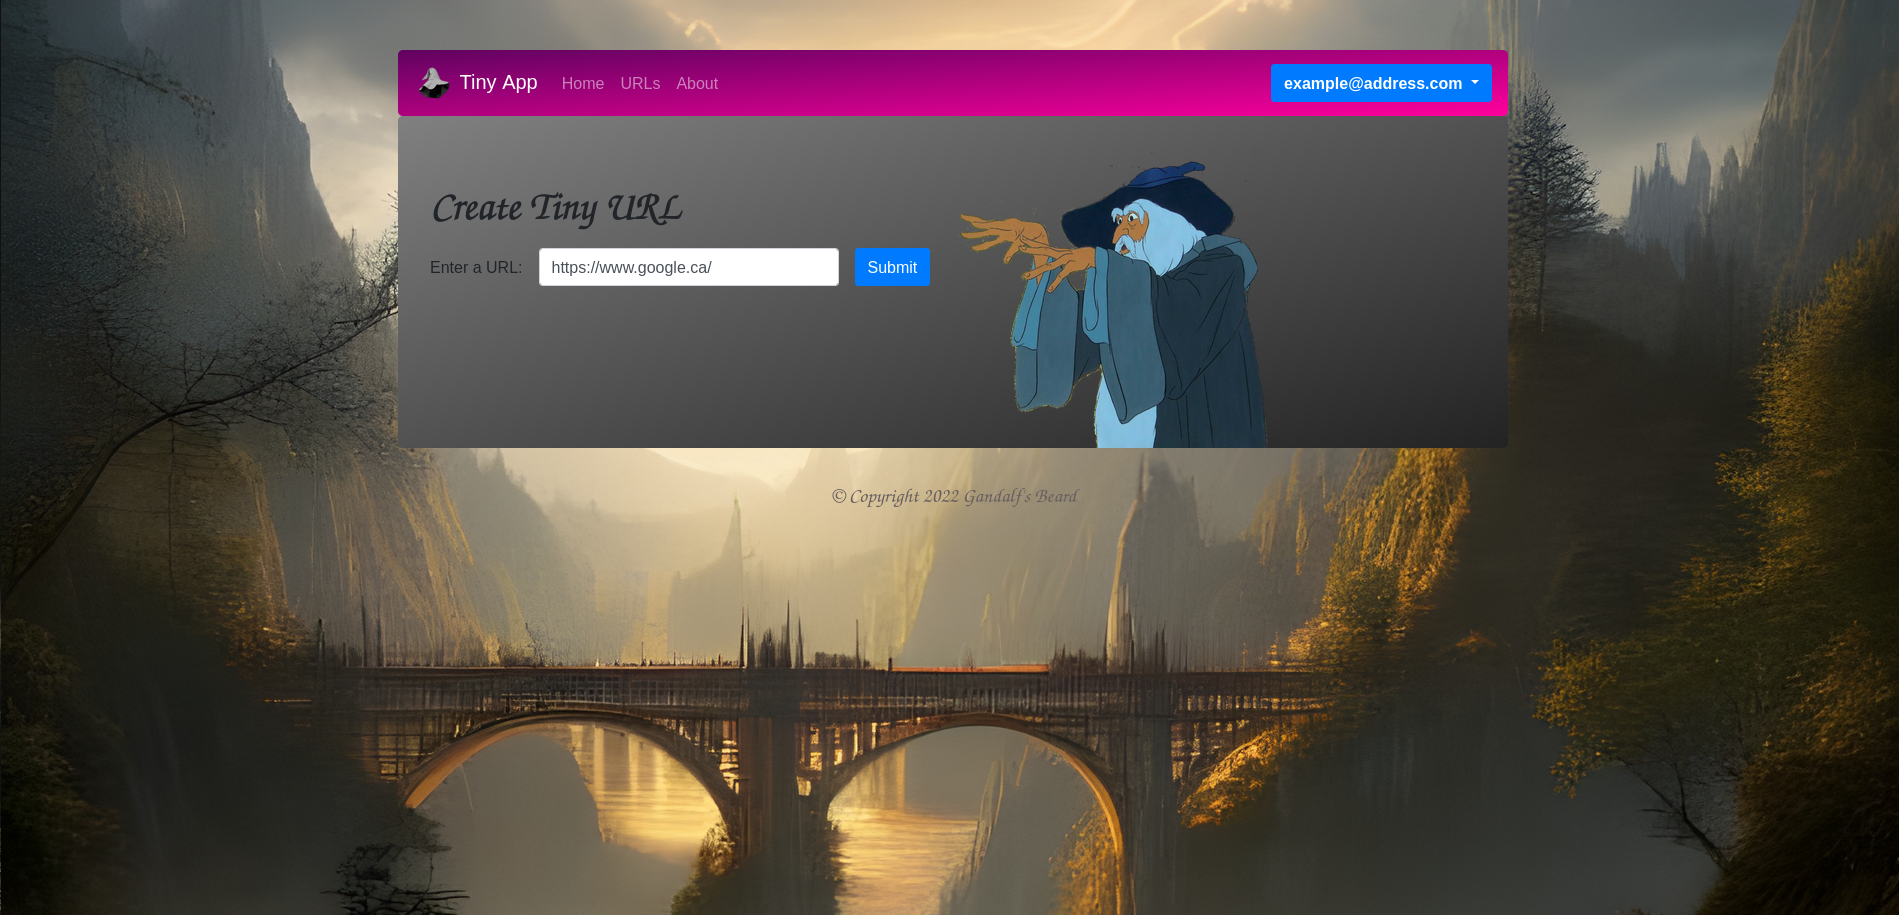 Tiny App Home URLs About example@address.com
Create Tiny URL
Enter a URL: https://www.google.ca/ Submit
© Copyright 2022 Gandalf's Beard